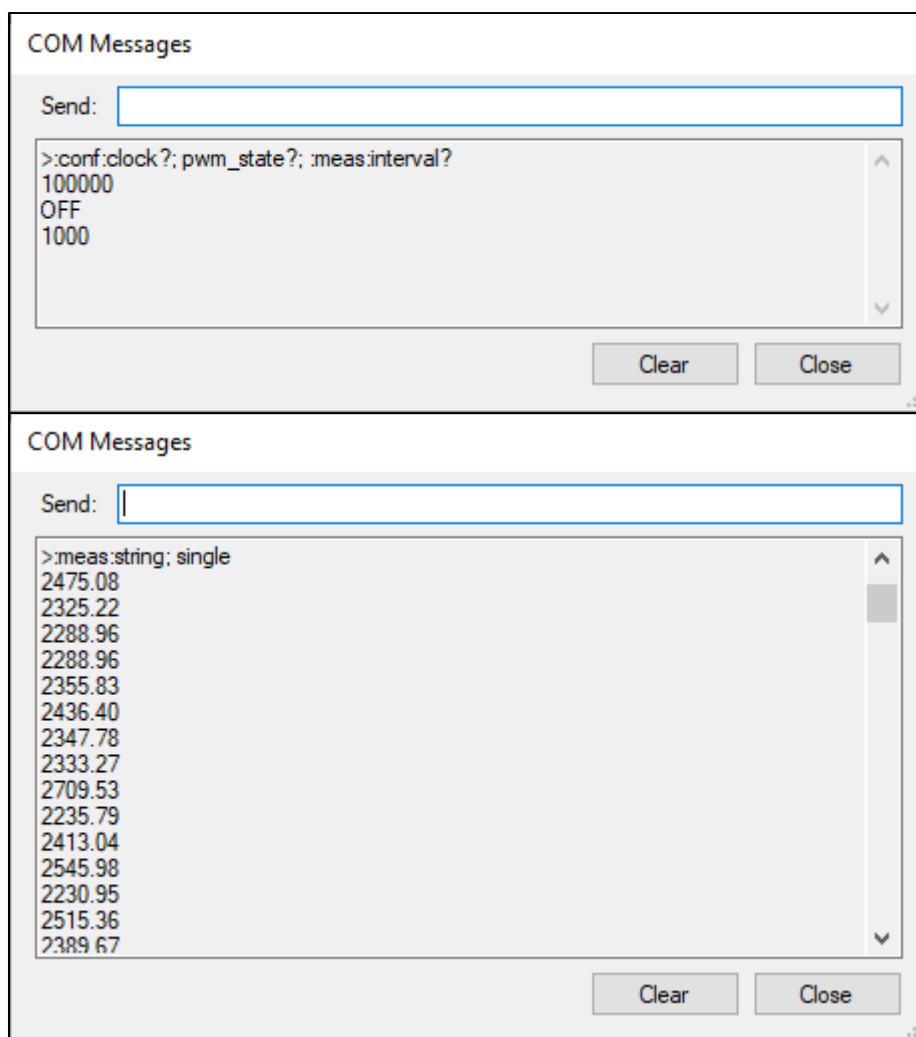 COM Messages
Send:
>:conf:clock?; pwm_state?; :meas:interval?
100000
OFF
1000
Clear Close
COM Messages
Send:
>:meas:string; single
2475.08
2325.22
2288.96
2288.96
2355.83
2436.40
2347.78
2333.27
2709.53
2235.79
2413.04
2545.98
2230.95
2515.36
2389.67
Clear Close